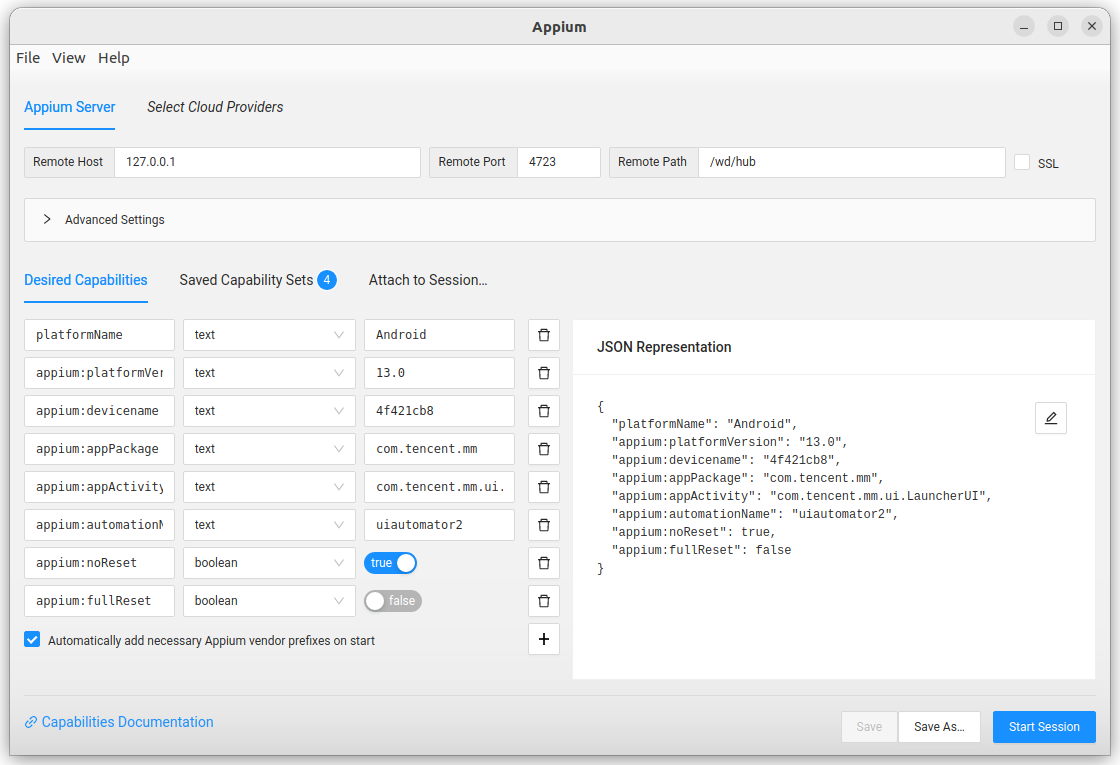 Appium
File View Help
Appium Server Select Cloud Providers
Remote Host 127.0.0.1 Remote Port 4723 Remote Path /wd/hub SSL
Advanced Settings
Desired Capabilities Saved Capability Sets 4 Attach to Session...
platformName text Android
appium:platformVer text 13.0
appium:devicename text 4f421cb8
appium:appPackage text com.tencent.mm
appium:appActivity text com.tencent.mm.ui.
appium:automationN text uiautomator2
appium:noReset boolean true
appium:fullReset boolean false
Automatically add necessary Appium vendor prefixes on start
JSON Representation
{
"platformName": "Android",
"appium:platformVersion": "13.0",
"appium:devicename": "4f421cb8",
"appium:appPackage": "com.tencent.mm",
"appium:appActivity": "com.tencent.mm.ui.LauncherUI",
"appium:automationName": "uiautomator2",
"appium:noReset": true,
"appium:fullReset": false
}
Capabilities Documentation Save Save As... Start Session